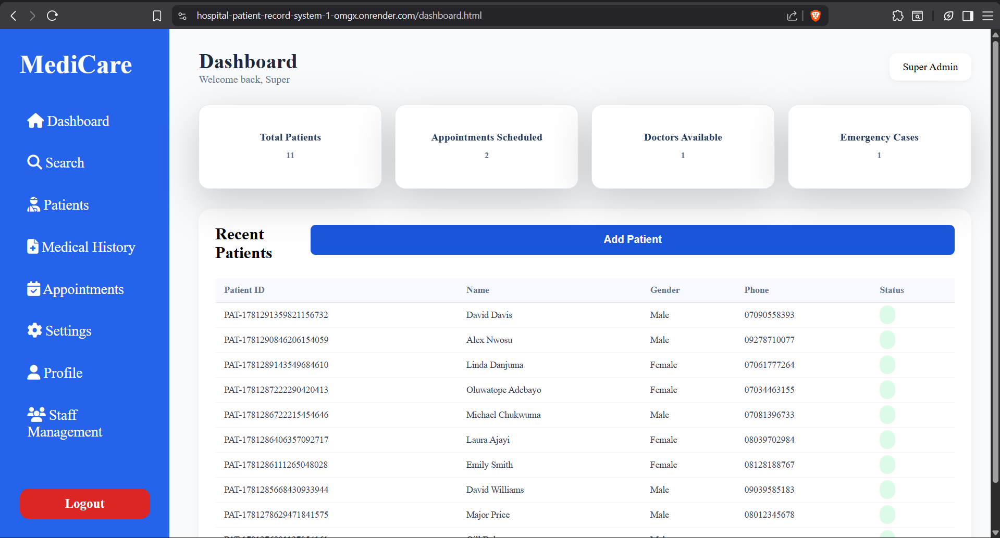 hospital-patient-record-system-1-omgx.onrender.com/dashboard.html
MediCare
Dashboard
Search
Patients
Medical History
Appointments
Settings
Profile
Staff
Management
Logout
Dashboard
Welcome back, Super
Super Admin
Total Patients
11
Appointments Scheduled
2
Doctors Available
1
Emergency Cases
1
Recent
Patients
Add Patient
Patient ID Name Gender Phone Status
PAT-1781291359821156732 David Davis Male 07090558393
PAT-1781290846206154059 Alex Nwosu Male 09278710077
PAT-1781289143549684610 Linda Danjuma Female 07061777264
PAT-1781287222290420413 Oluwatope Adebayo Female 07034463155
PAT-1781286722215454646 Michael Chukwuma Male 07081396733
PAT-1781286406357092717 Laura Ajayi Female 08039702984
PAT-1781286111265048028 Emily Smith Female 08128188767
PAT-1781285668430933944 David Williams Male 09039585183
PAT-1781278629471841575 Major Price Male 08012345678